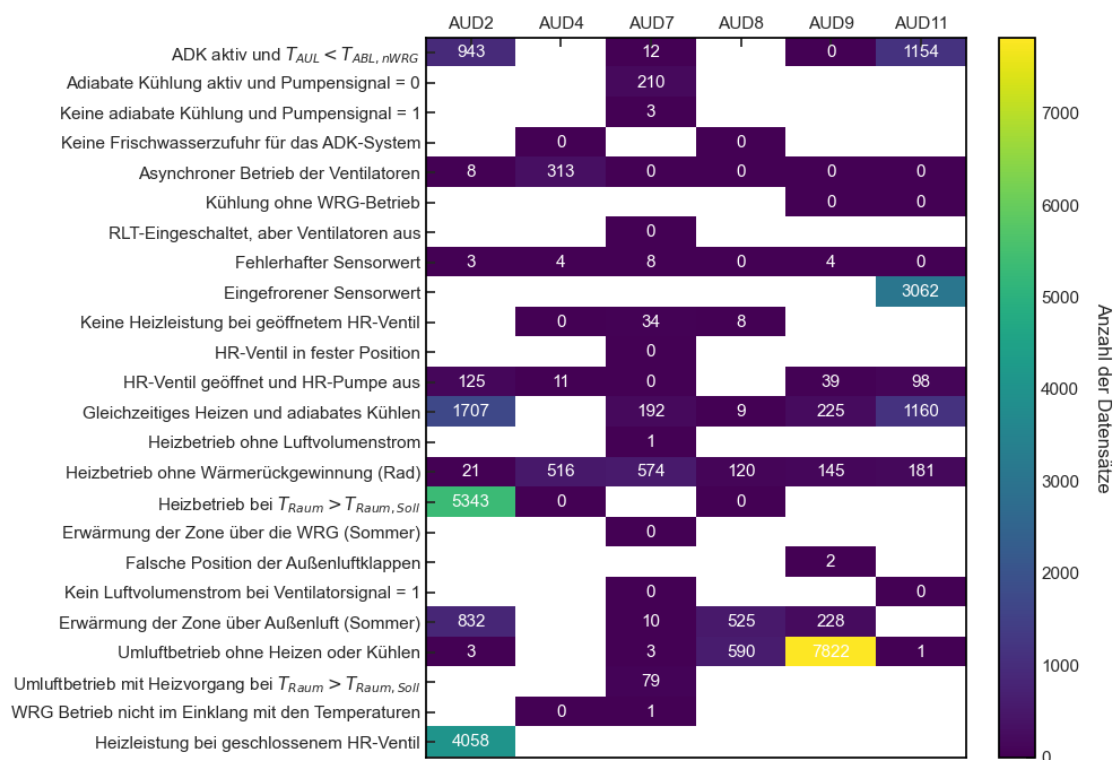 AUD2 AUD4 AUD7 AUD8 AUD9 AUD11
ADK aktiv und T_AUL < T_ABL, nWRG 943 12 0 1154
Adiabate Kühlung aktiv und Pumpensignal = 0 210
Keine adiabate Kühlung und Pumpensignal = 1 3
Keine Frischwasserzufuhr für das ADK-System 0 0
Asynchroner Betrieb der Ventilatoren 8 313 0 0 0 0
Kühlung ohne WRG-Betrieb 0 0
RLT-Eingeschaltet, aber Ventilatoren aus 0
Fehlerhafter Sensorwert 3 4 8 0 4 0
Eingefrorener Sensorwert 3062
Keine Heizleistung bei geöffnetem HR-Ventil 0 34 8
HR-Ventil in fester Position 0
HR-Ventil geöffnet und HR-Pumpe aus 125 11 0 39 98
Gleichzeitiges Heizen und adiabates Kühlen 1707 192 9 225 1160
Heizbetrieb ohne Luftvolumenstrom 1
Heizbetrieb ohne Wärmerückgewinnung (Rad) 21 516 574 120 145 181
Heizbetrieb bei T_Raum > T_Raum, Soll 5343 0 0
Erwärmung der Zone über die WRG (Sommer) 0
Falsche Position der Außenluftklappen 2
Kein Luftvolumenstrom bei Ventilatorsignal = 1 0 0
Erwärmung der Zone über Außenluft (Sommer) 832 10 525 228
Umluftbetrieb ohne Heizen oder Kühlen 3 3 590 7822 1
Umluftbetrieb mit Heizvorgang bei T_Raum > T_Raum, Soll 79
WRG Betrieb nicht im Einklang mit den Temperaturen 0 1
Heizleistung bei geschlossenem HR-Ventil 4058
7000
6000
5000
4000
3000
2000
1000
0
Anzahl der Datensätze